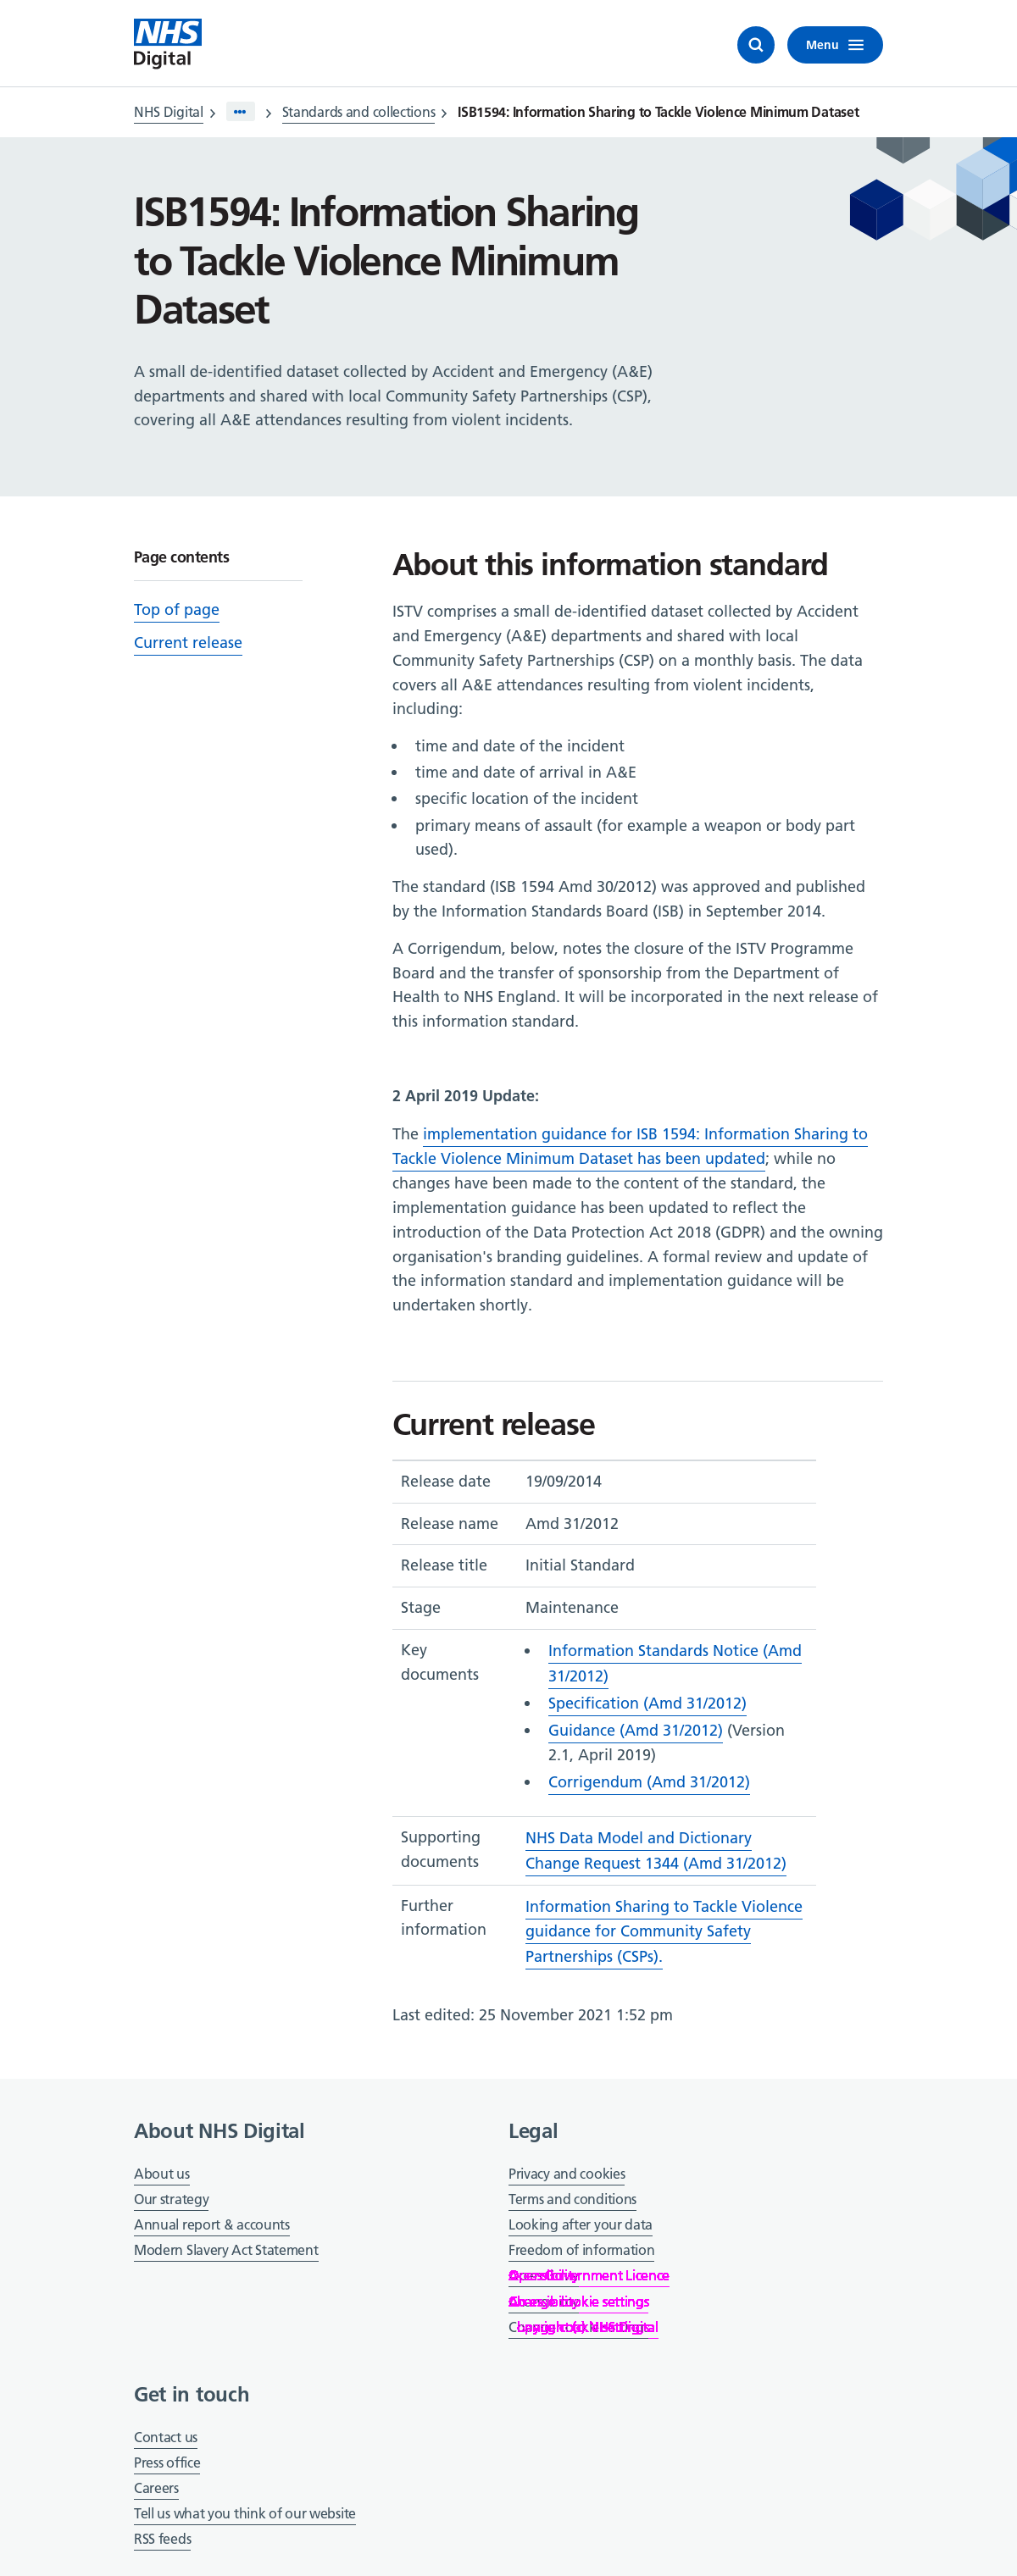 NHS
Digital
Menu
NHS Digital > ••• > Standards and collections > ISB1594: Information Sharing to Tackle Violence Minimum Dataset
ISB1594: Information Sharing
to Tackle Violence Minimum
Dataset
A small de-identified dataset collected by Accident and Emergency (A&E)
departments and shared with local Community Safety Partnerships (CSP),
covering all A&E attendances resulting from violent incidents.
Page contents
Top of page
Current release
About this information standard
ISTV comprises a small de-identified dataset collected by Accident
and Emergency (A&E) departments and shared with local
Community Safety Partnerships (CSP) on a monthly basis. The data
covers all A&E attendances resulting from violent incidents,
including:
• time and date of the incident
• time and date of arrival in A&E
• specific location of the incident
• primary means of assault (for example a weapon or body part
used).
The standard (ISB 1594 Amd 30/2012) was approved and published
by the Information Standards Board (ISB) in September 2014.
A Corrigendum, below, notes the closure of the ISTV Programme
Board and the transfer of sponsorship from the Department of
Health to NHS England. It will be incorporated in the next release of
this information standard.
2 April 2019 Update:
The implementation guidance for ISB 1594: Information Sharing to
Tackle Violence Minimum Dataset has been updated; while no
changes have been made to the content of the standard, the
implementation guidance has been updated to reflect the
introduction of the Data Protection Act 2018 (GDPR) and the owning
organisation's branding guidelines. A formal review and update of
the information standard and implementation guidance will be
undertaken shortly.
Current release
Release date 19/09/2014
Release name Amd 31/2012
Release title Initial Standard
Stage Maintenance
Key
documents
• Information Standards Notice (Amd
31/2012)
• Specification (Amd 31/2012)
• Guidance (Amd 31/2012) (Version
2.1, April 2019)
• Corrigendum (Amd 31/2012)
Supporting
documents
NHS Data Model and Dictionary
Change Request 1344 (Amd 31/2012)
Further
information
Information Sharing to Tackle Violence
guidance for Community Safety
Partnerships (CSPs).
Last edited: 25 November 2021 1:52 pm
About NHS Digital
About us
Our strategy
Annual report & accounts
Modern Slavery Act Statement
Legal
Privacy and cookies
Terms and conditions
Looking after your data
Freedom of information
Get in touch
Contact us
Press office
Careers
Tell us what you think of our website
RSS feeds